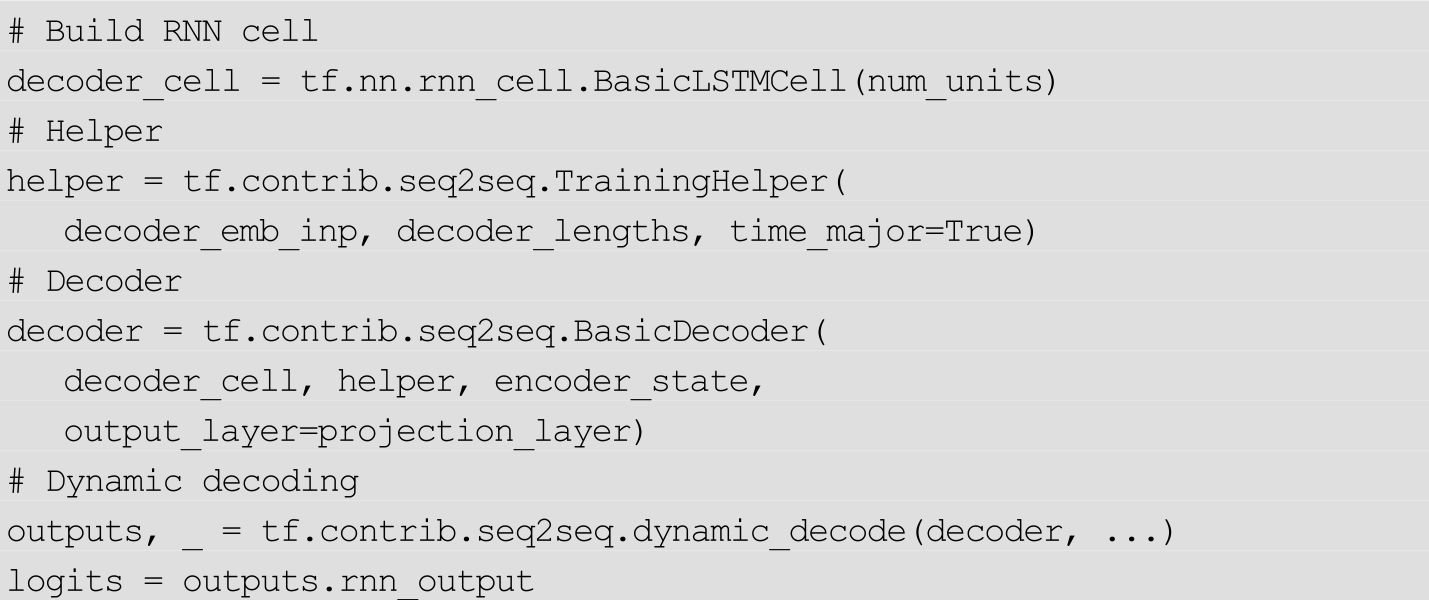 # Build RNN cell
decoder_cell = tf.nn.rnn_cell.BasicLSTMCell(num_units)
# Helper
helper = tf.contrib.seq2seq.TrainingHelper(
   decoder_emb_inp, decoder_lengths, time_major=True)
# Decoder
decoder = tf.contrib.seq2seq.BasicDecoder(
   decoder_cell, helper, encoder_state,
   output_layer=projection_layer)
# Dynamic decoding
outputs, _ = tf.contrib.seq2seq.dynamic_decode(decoder, ...)
logits = outputs.rnn_output